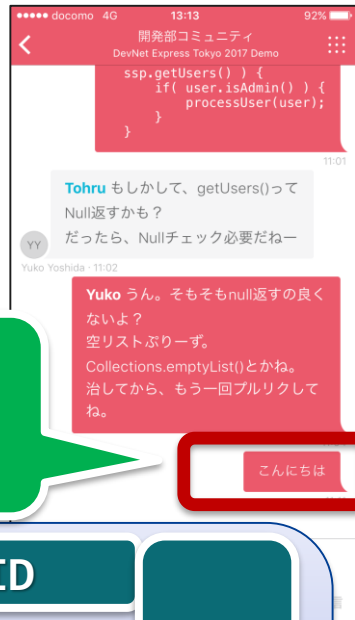 docomo 4G 13:13 92%
開発部コミュニティ
DevNet Express Tokyo 2017 Demo
ssp.getUsers() ) {
if( user.isAdmin() ) {
processUser(user);
}
}
11:01
Tohru もしかして、getUsers()って
Null返すかも？
だったら、Nullチェック必要だねー
YY
Yuko Yoshida · 11:02
Yuko うん。そもそもnull返すの良く
ないよ？
空リストぷりーず。
Collections.emptyList()とかね。
治してから、もう一回プルリクして
ね。
こんにちは
ID